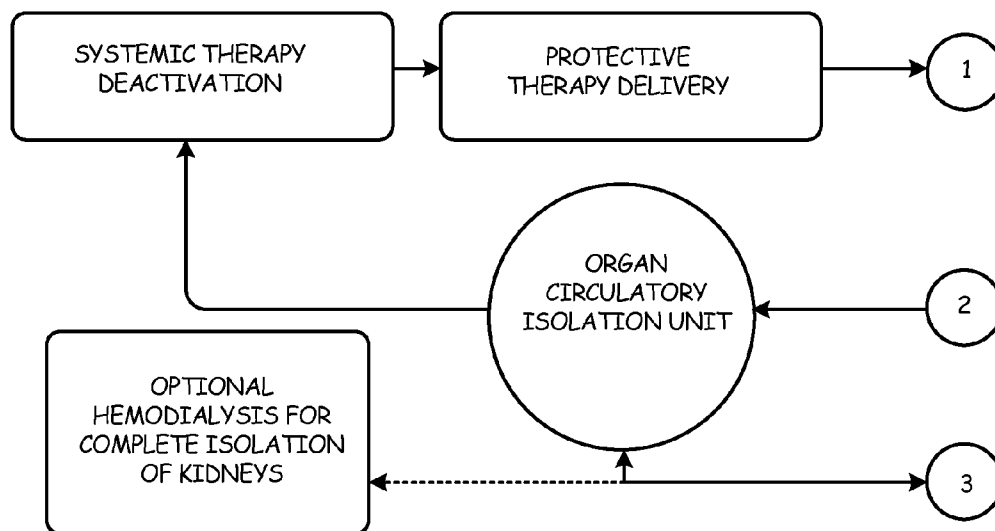 SYSTEMIC THERAPY
DEACTIVATION
PROTECTIVE
THERAPY DELIVERY
1
ORGAN
CIRCULATORY
ISOLATION UNIT
2
OPTIONAL
HEMODIALYSIS FOR
COMPLETE ISOLATION
OF KIDNEYS
3